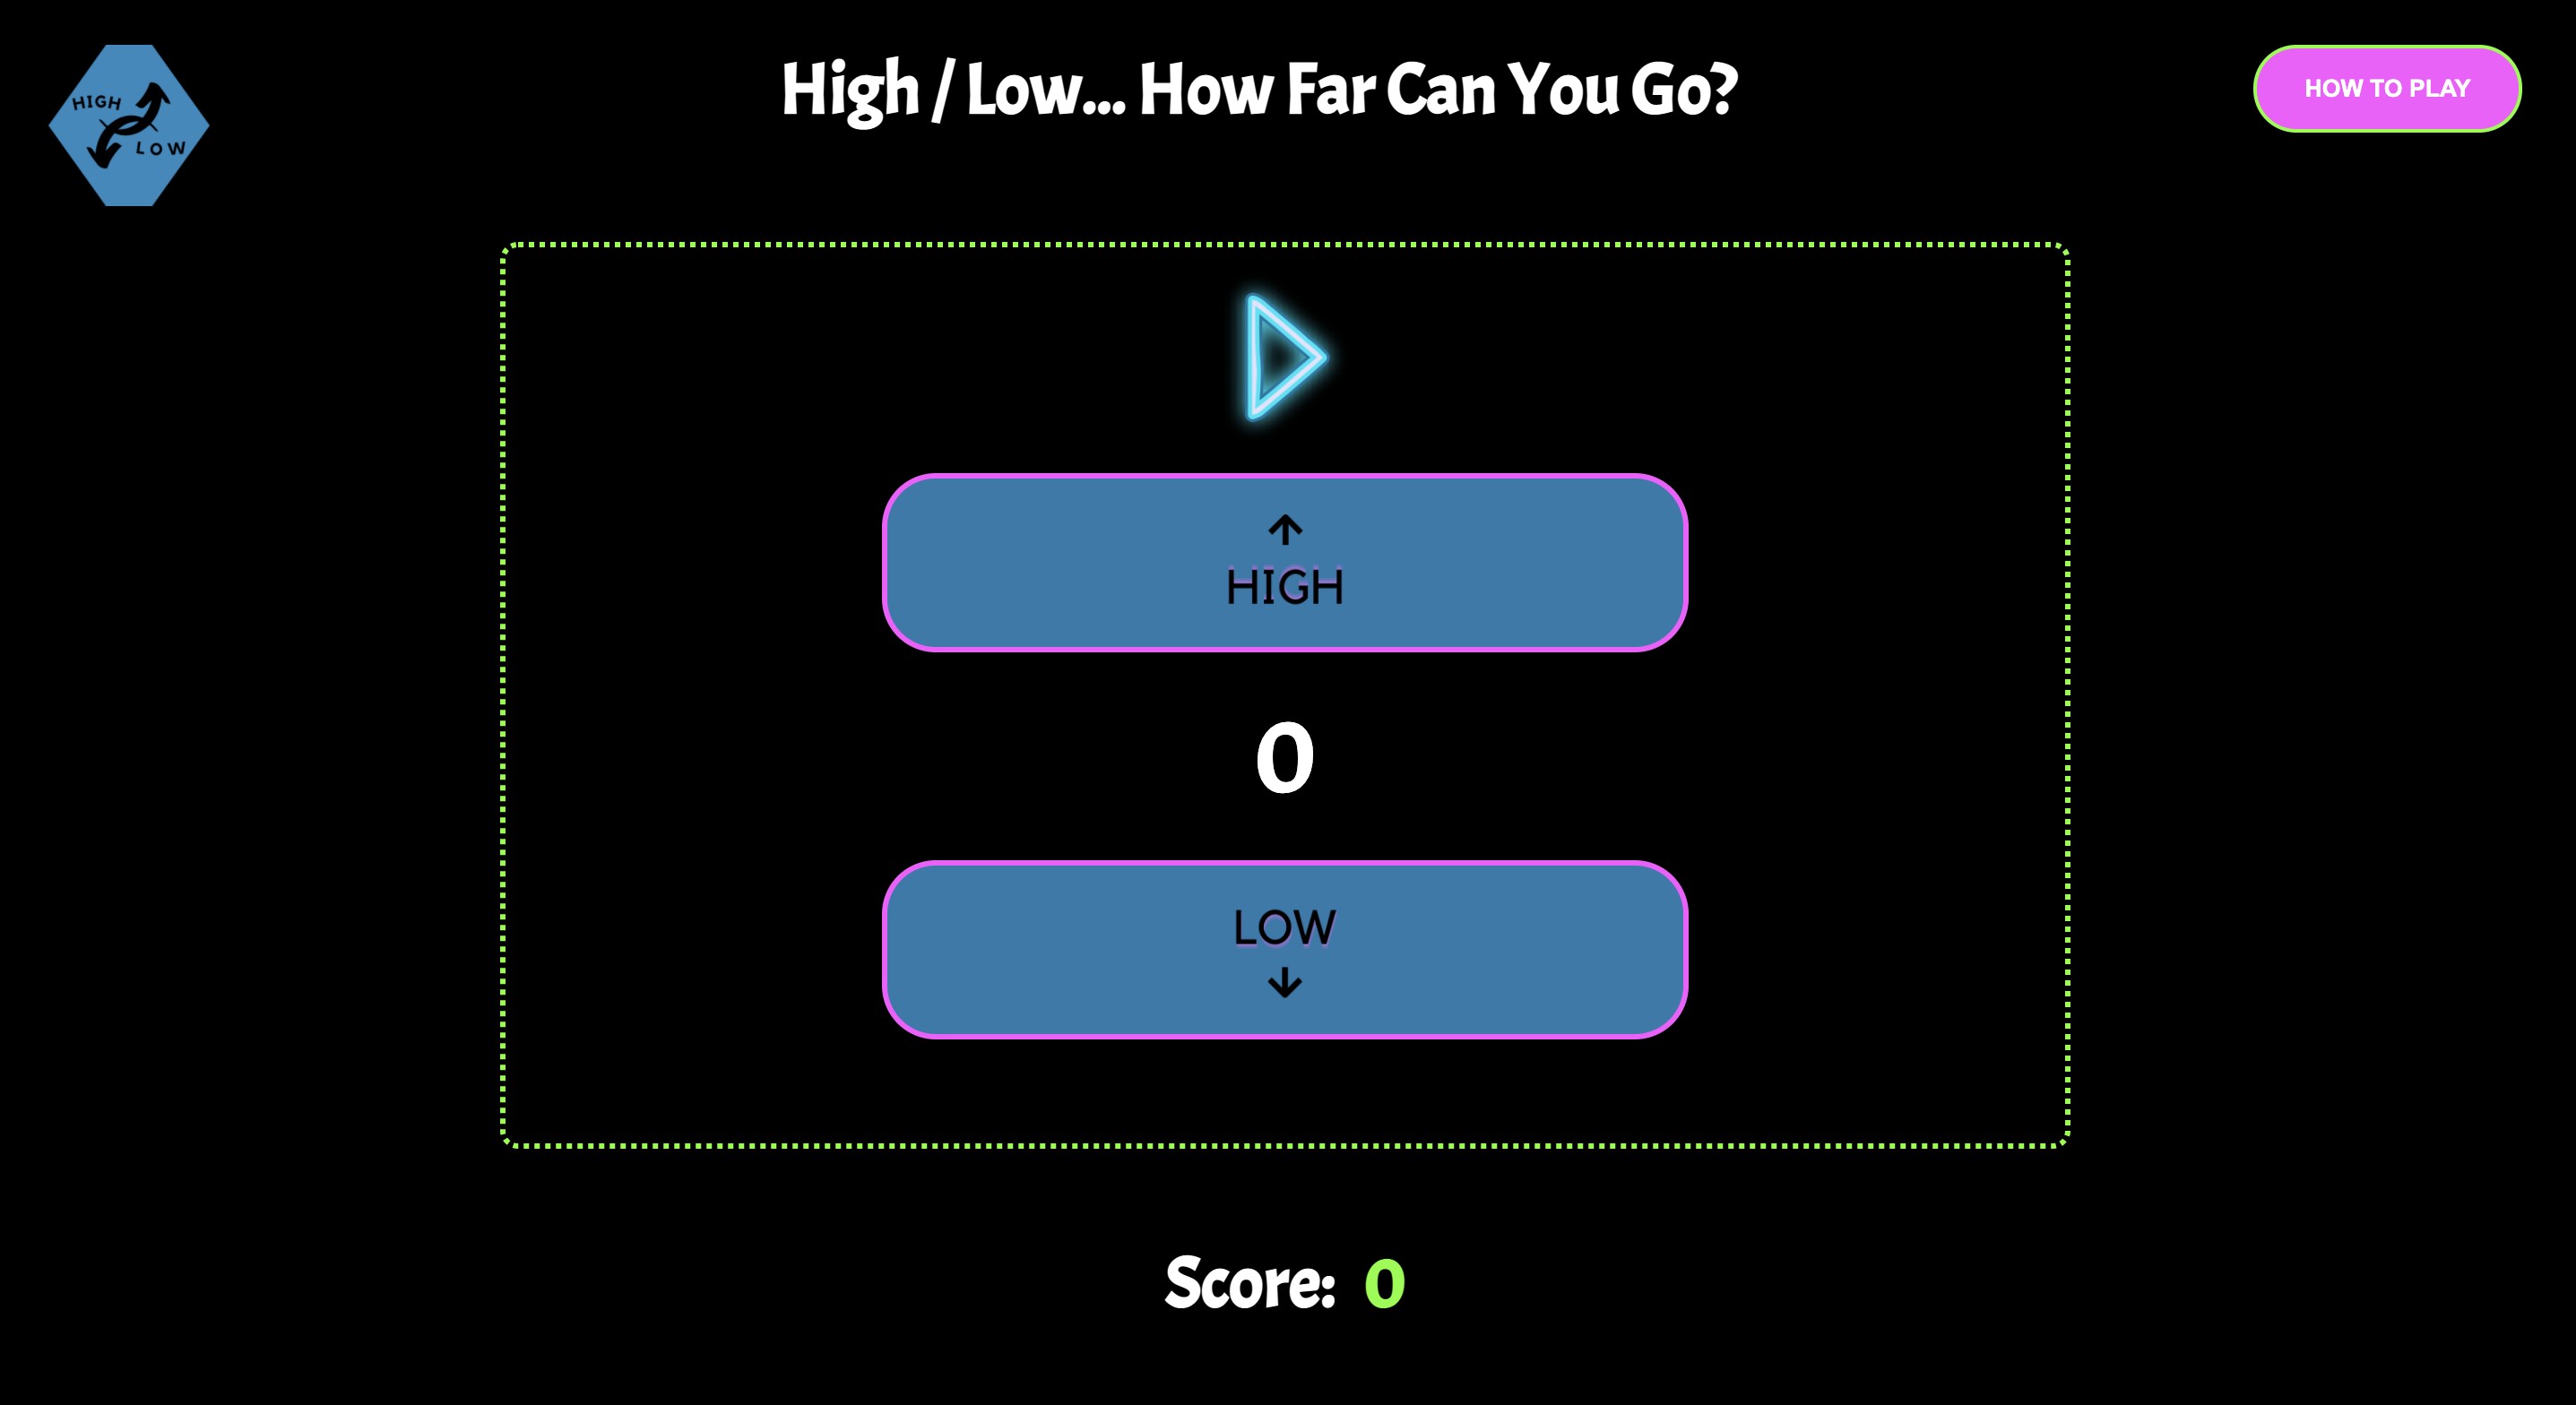 HIGH
LOW
High / Low... How Far Can You Go?
HOW TO PLAY
↑
HIGH
0
LOW
↓
Score: 0